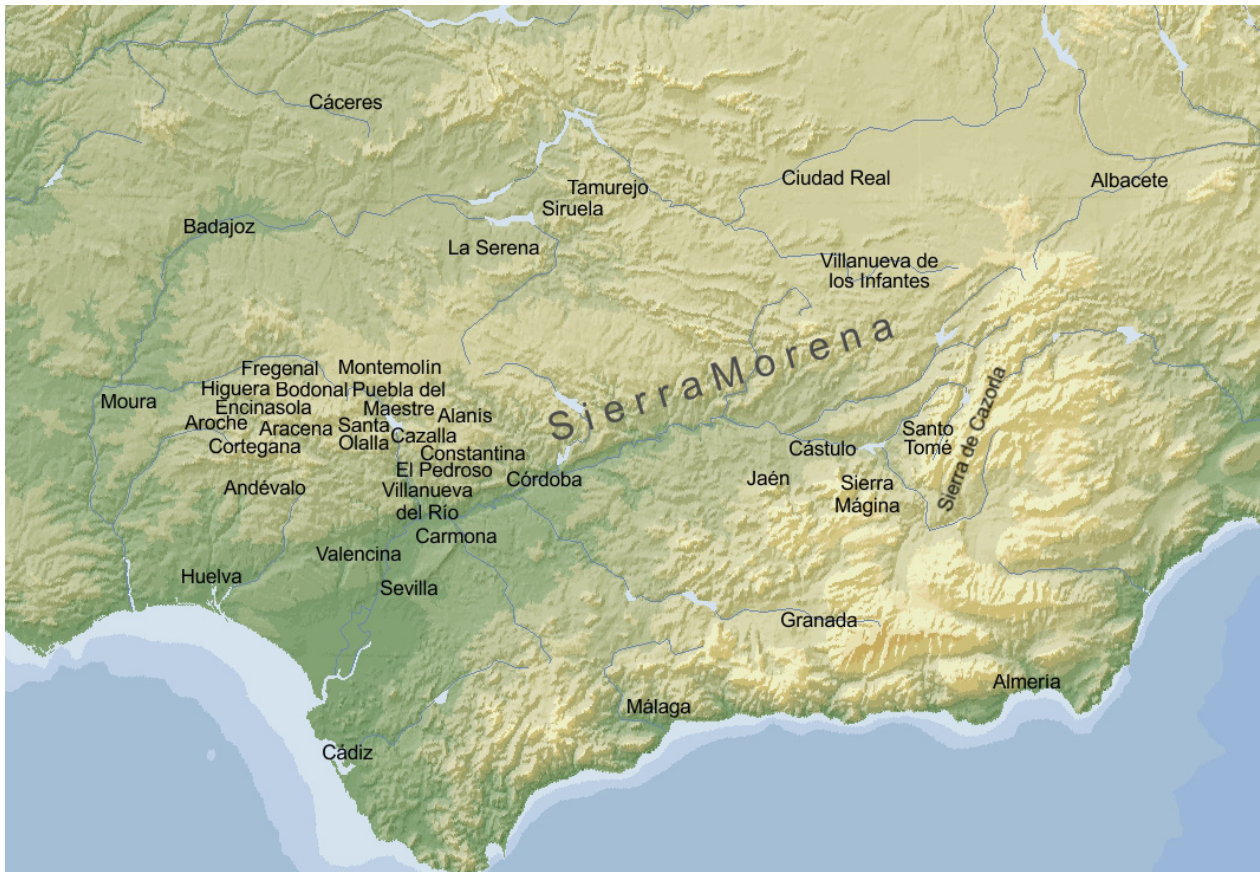 Cáceres
Tamurejo
Ciudad Real
Albacete
Siruela
Badajoz
La Serena
Villanueva de
los Infantes
Sierra Morena
Fregenal
Montemolín
Higuera
Bodonal
Puebla del
Maestre
Moura
Encinasola
Alanís
Aroche
Aracena
Santa
Olalla
Cazalla
Cortegana
Constantina
Santo
Tomé
Sierra de Cazorla
Cástulo
El Pedroso
Córdoba
Jaén
Sierra
Mágina
Andévalo
Villanueva
del Río
Carmona
Valencina
Huelva
Sevilla
Granada
Almería
Málaga
Cádiz